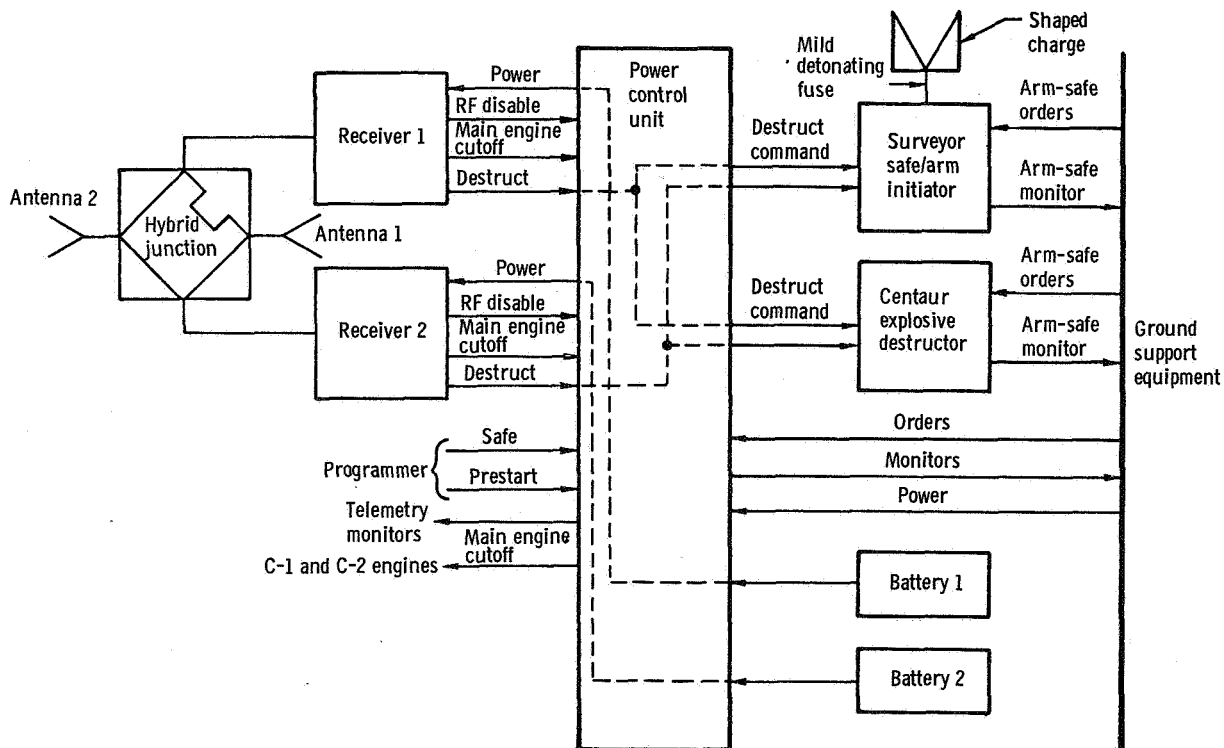 Shaped
charge
Mild
detonating
fuse
Power
control
unit
Power
RF disable
Main engine
cutoff
Destruct
Receiver 1
Destruct
command
Surveyor
safe/arm
initiator
Arm-safe
orders
Arm-safe
monitor
Antenna 2
Hybrid
junction
Antenna 1
Power
RF disable
Main engine
cutoff
Destruct
Receiver 2
Destruct
command
Centaur
explosive
destructor
Arm-safe
orders
Arm-safe
monitor
Ground
support
equipment
Programmer
Safe
Prestart
Orders
Monitors
Power
Telemetry
monitors
Main engine
cutoff
C-1 and C-2 engines
Battery 1
Battery 2